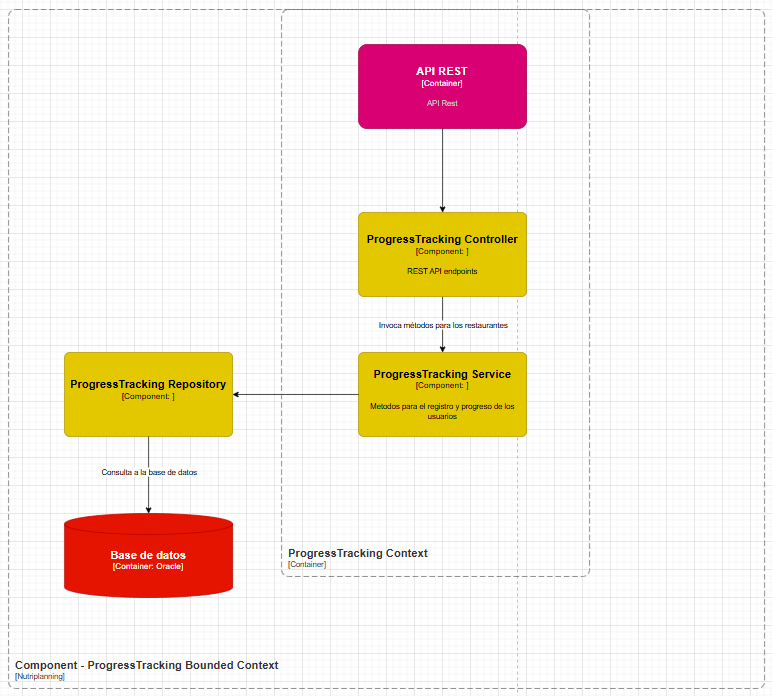 API REST
[Container]
API Rest
ProgressTracking Controller
[Component: ]
REST API endpoints
Invoca métodos para los restaurantes
ProgressTracking Service
[Component: ]
Metodos para el registro y progreso de los
usuarios
ProgressTracking Repository
[Component: ]
Consulta a la base de datos
Base de datos
[Container: Oracle]
ProgressTracking Context
[Container]
Component - ProgressTracking Bounded Context
[Nutriplanning]